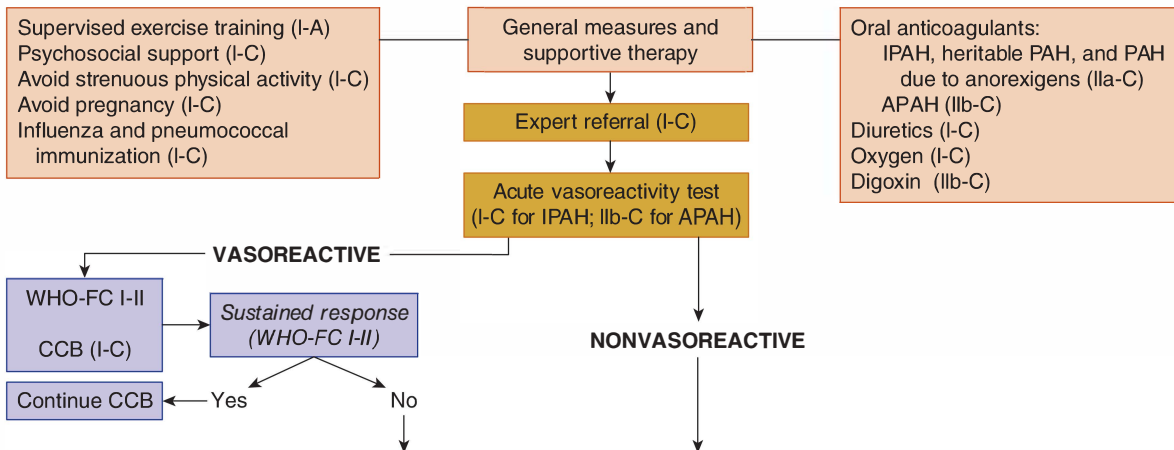 Supervised exercise training (I-A)
Psychosocial support (I-C)
Avoid strenuous physical activity (I-C)
Avoid pregnancy (I-C)
Influenza and pneumococcal
immunization (I-C)
General measures and
supportive therapy
Oral anticoagulants:
IPAH, heritable PAH, and PAH
due to anorexigens (IIa-C)
APAH (IIb-C)
Diuretics (I-C)
Oxygen (I-C)
Digoxin (IIb-C)
Expert referral (I-C)
Acute vasoreactivity test
(I-C for IPAH; IIb-C for APAH)
VASOREACTIVE
WHO-FC I-II
CCB (I-C)
Sustained response
(WHO-FC I-II)
NONVASOREACTIVE
Continue CCB
Yes
No